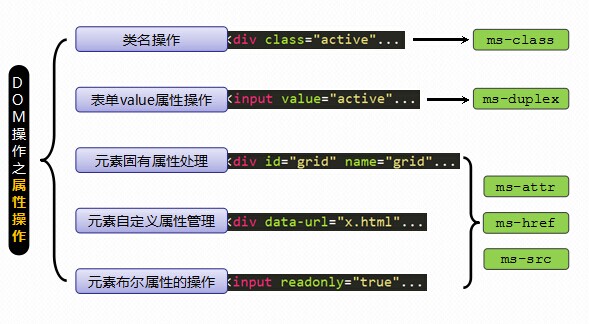 DOM操作之属性操作
类名操作 <div class="active"... ms-class
表单value属性操作 <input value="active"... ms-duplex
元素固有属性处理 <div id="grid" name="grid"...
ms-attr
元素自定义属性管理 <div data-url="x.html"... ms-href
ms-src
元素布尔属性的操作 <input readonly="true"...